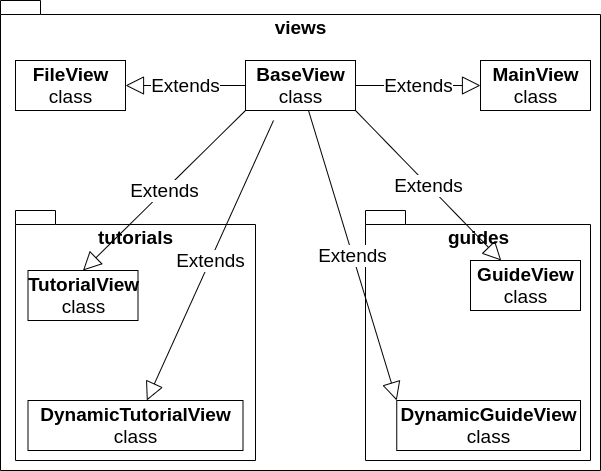 views
FileView
class
Extends
BaseView
class
Extends
MainView
class
Extends
Extends
tutorials
guides
Extends
Extends
TutorialView
class
GuideView
class
DynamicTutorialView
class
DynamicGuideView
class